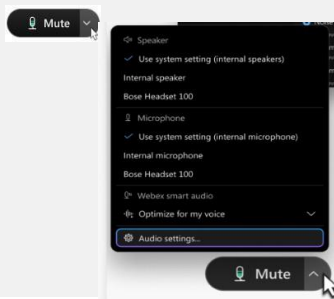 Mute
Speaker
Use system setting (internal speakers)
Internal speaker
Bose Headset 100
Microphone
Use system setting (internal microphone)
Internal microphone
Bose Headset 100
Webex smart audio
Optimize for my voice
Audio settings...
Mute